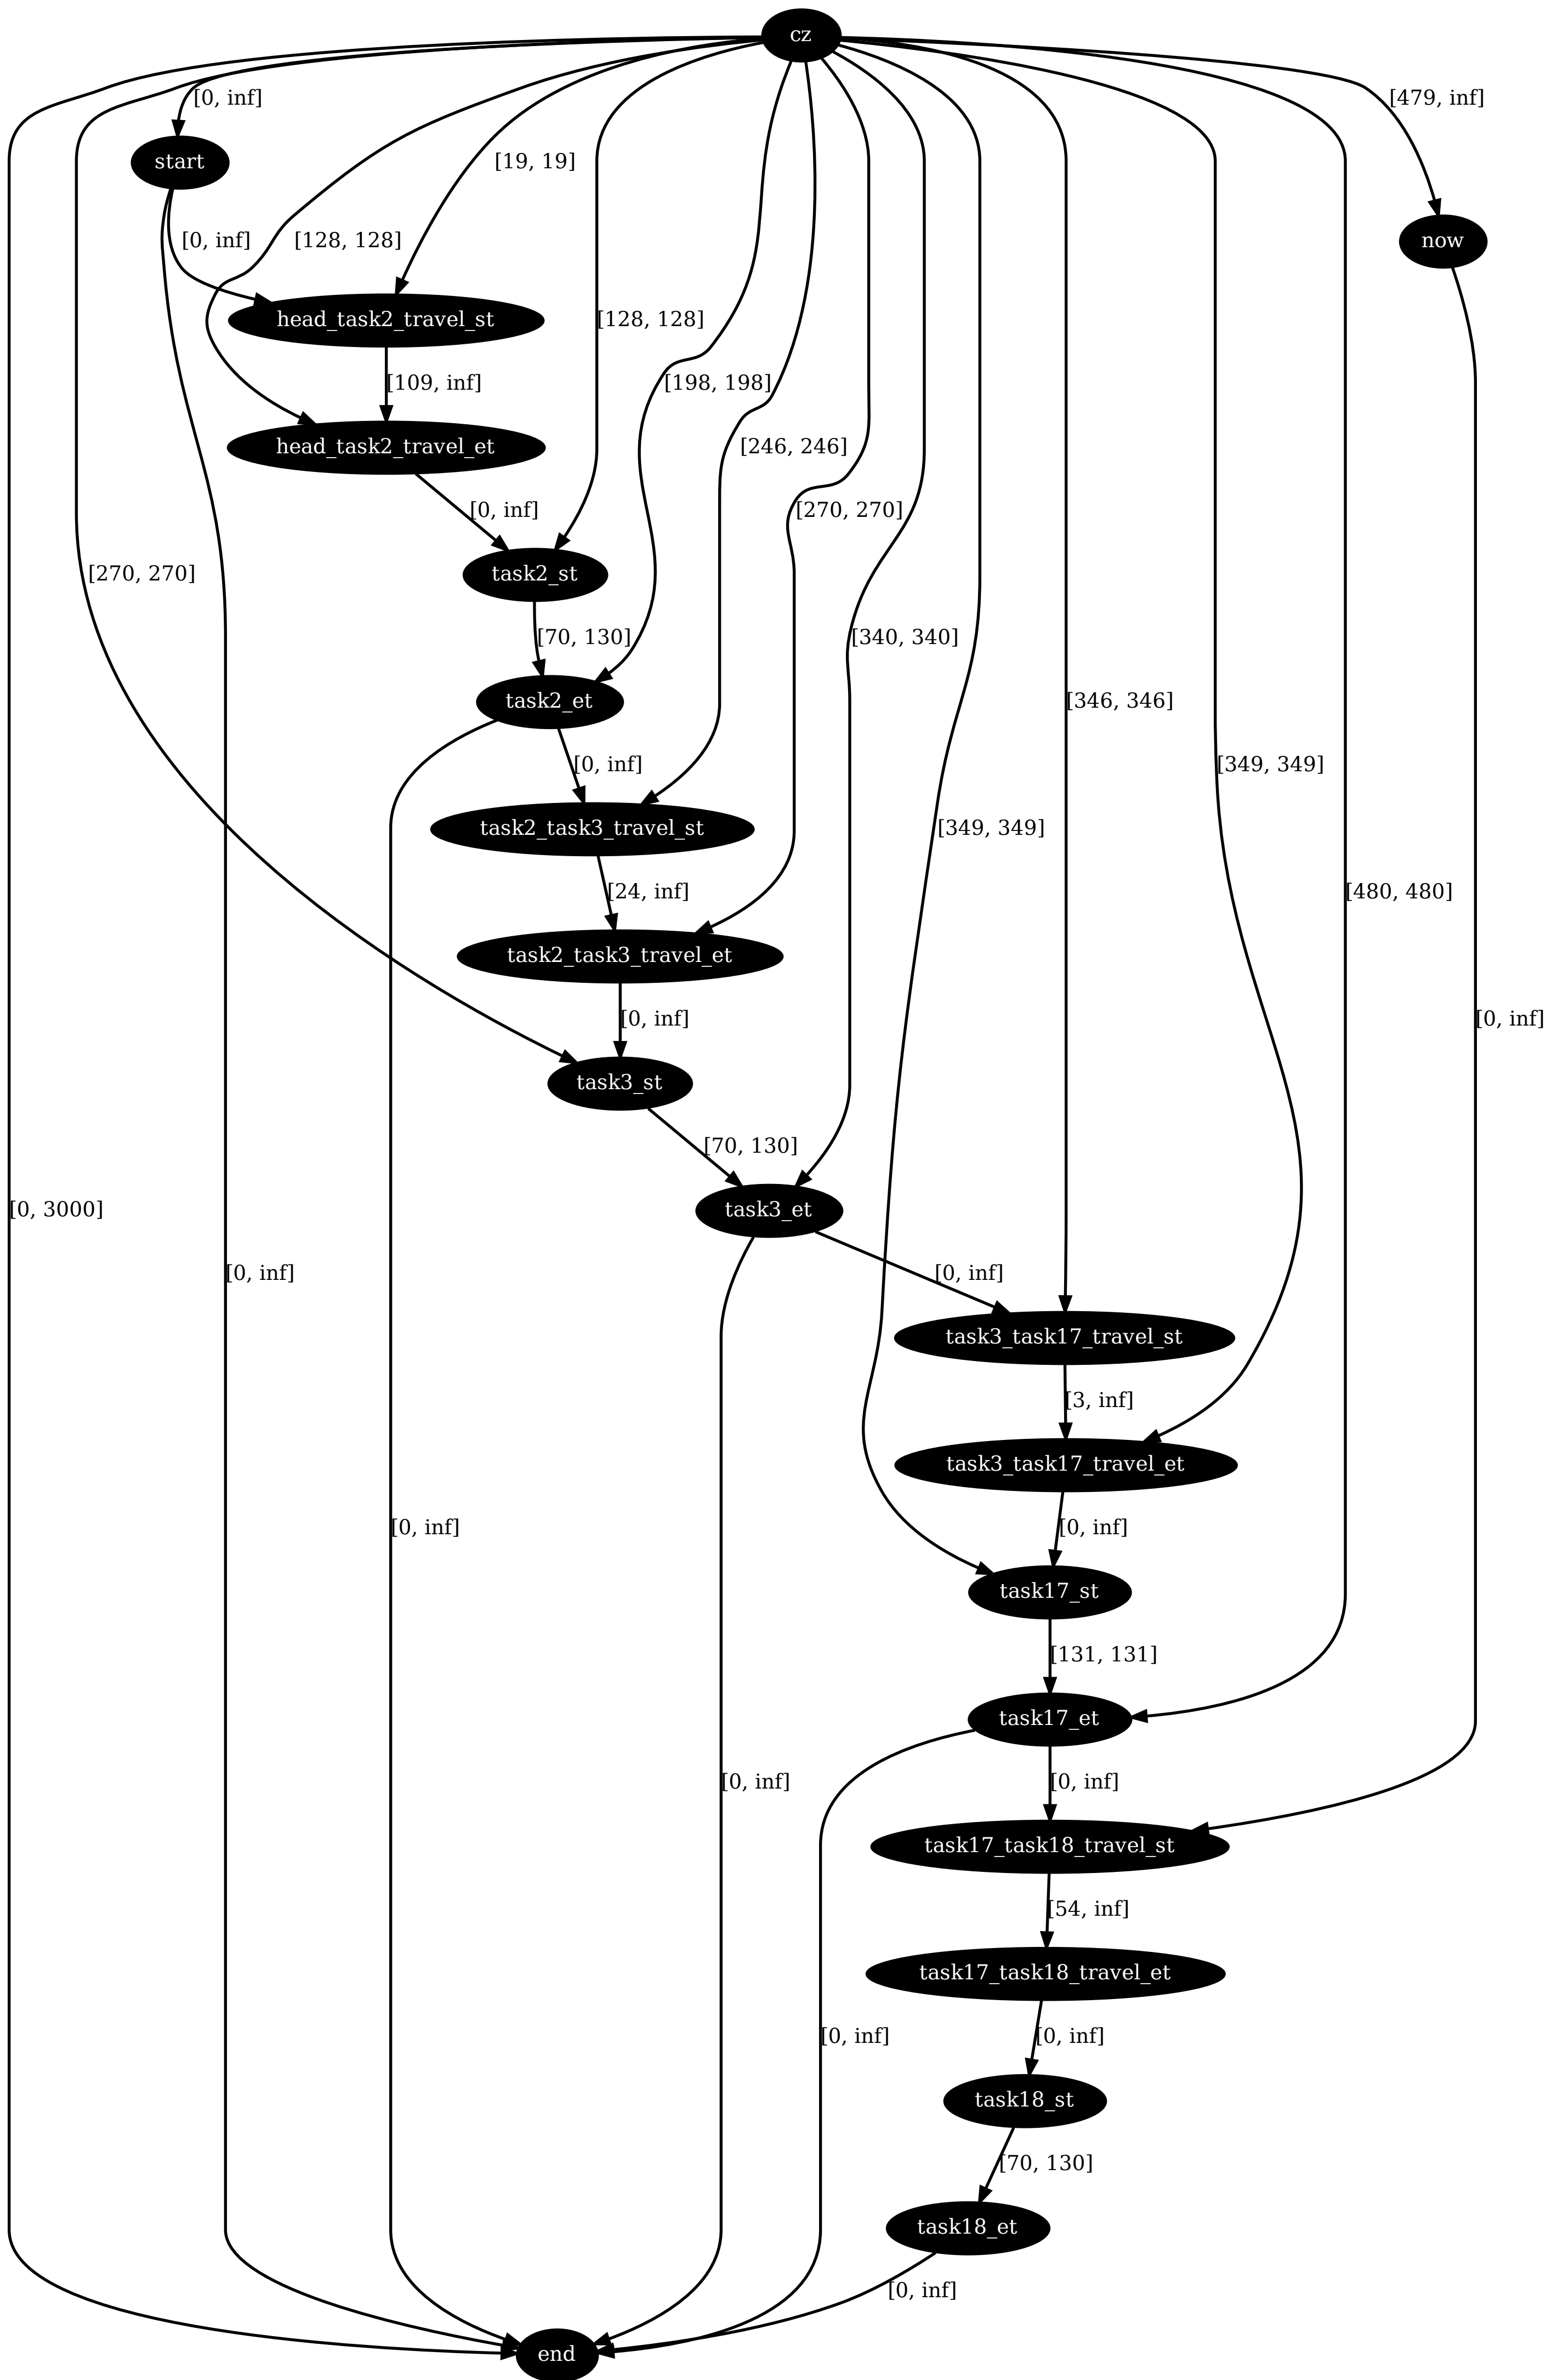 cz
[0, inf]
[479, inf]
start
[19, 19]
[0, inf]
[128, 128]
now
head_task2_travel_st
[128, 128]
[109, inf]
[198, 198]
head_task2_travel_et
[246, 246]
[0, inf]
[270, 270]
[270, 270]
task2_st
[70, 130]
[340, 340]
task2_et
[346, 346]
[0, inf]
[349, 349]
task2_task3_travel_st
[349, 349]
[24, inf]
[480, 480]
task2_task3_travel_et
[0, inf]
[0, inf]
task3_st
[70, 130]
[0, 3000]
task3_et
[0, inf]
[0, inf]
task3_task17_travel_st
[3, inf]
task3_task17_travel_et
[0, inf]
[0, inf]
task17_st
[131, 131]
task17_et
[0, inf]
[0, inf]
task17_task18_travel_st
[54, inf]
task17_task18_travel_et
[0, inf]
[0, inf]
task18_st
[70, 130]
task18_et
[0, inf]
end